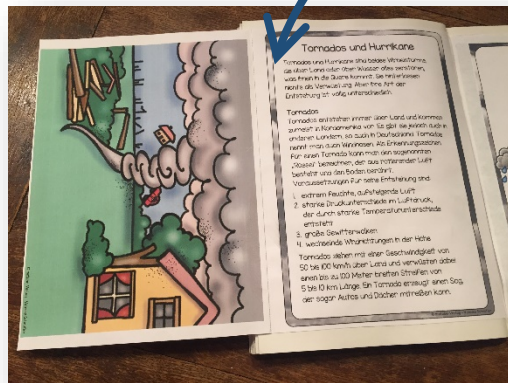 Tornados und Hurrikane
Tornados und Hurrikane sind beides Wirbelstürme,
die über Land oder über Wasser alles zerstören,
was ihnen in die Quere kommt. Sie hinterlassen
nichts als Verwüstung. Aber ihre Art der
Entstehung ist völlig unterschiedlich.
Tornados
Tornados entstehen immer über Land und kommen
zumeist in Nordamerika vor. Es gibt sie jedoch auch in
anderen Ländern, so auch in Deutschland. Tornados
nennt man auch Windhosen. Als Erkennungszeichen
für einen Tornado kann man den sogenannten
„Rüssel“ bezeichnen, der aus rotierender Luft
besteht und den Boden berührt.
Voraussetzungen für seine Entstehung sind:
1. extrem feuchte, aufsteigende Luft
2. starke Druckunterschiede im Luftdruck,
der durch starke Temperaturunterschiede
entsteht
3. große Gewitterwolken
4. wechselnde Windrichtungen in der Höhe
Tornados ziehen mit einer Geschwindigkeit von
50 bis 100 km/h über Land und verwüsten dabei
einen bis zu 100 Meter breiten Streifen von
5 bis 10 km Länge. Ein Tornado erzeugt einen Sog,
der sogar Autos und Dächer mitreißen kann.